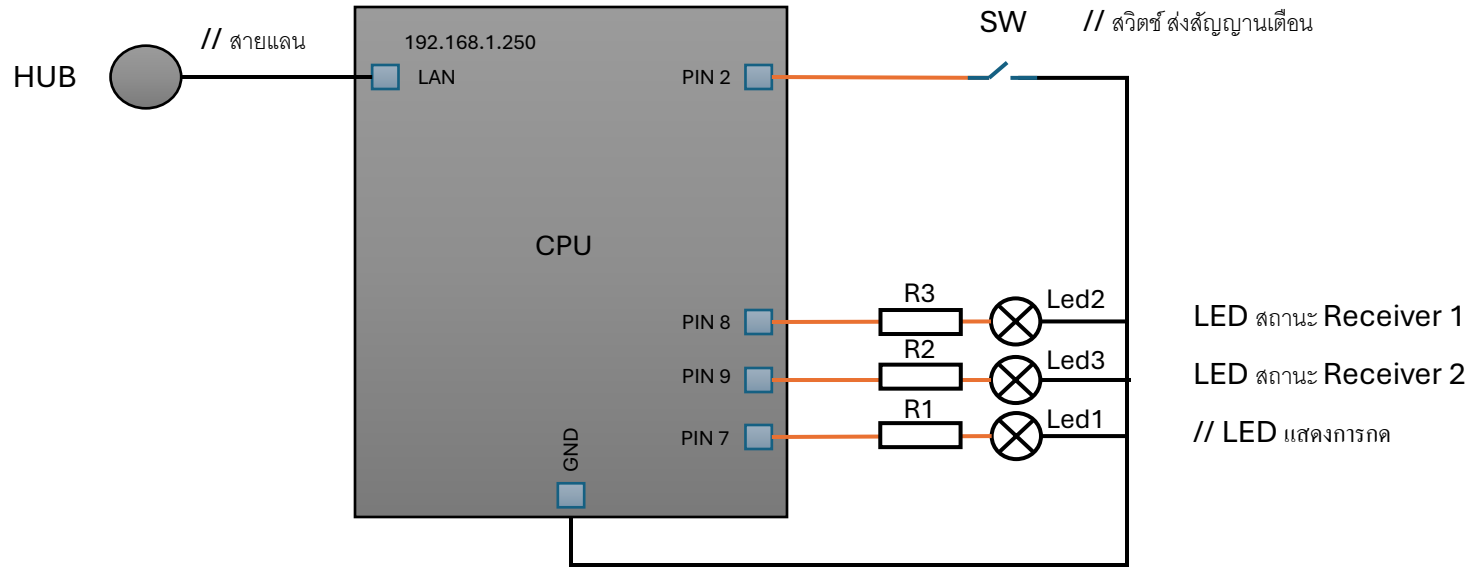 SW
// สวิตช์ ส่งสัญญานเตือน
// สายแลน
192.168.1.250
HUB
LAN
PIN 2
CPU
R3
Led2
PIN 8
LED สถานะ Receiver 1
R2
Led3
PIN 9
LED สถานะ Receiver 2
R1
Led1
PIN 7
// LED แสดงการกด
GND